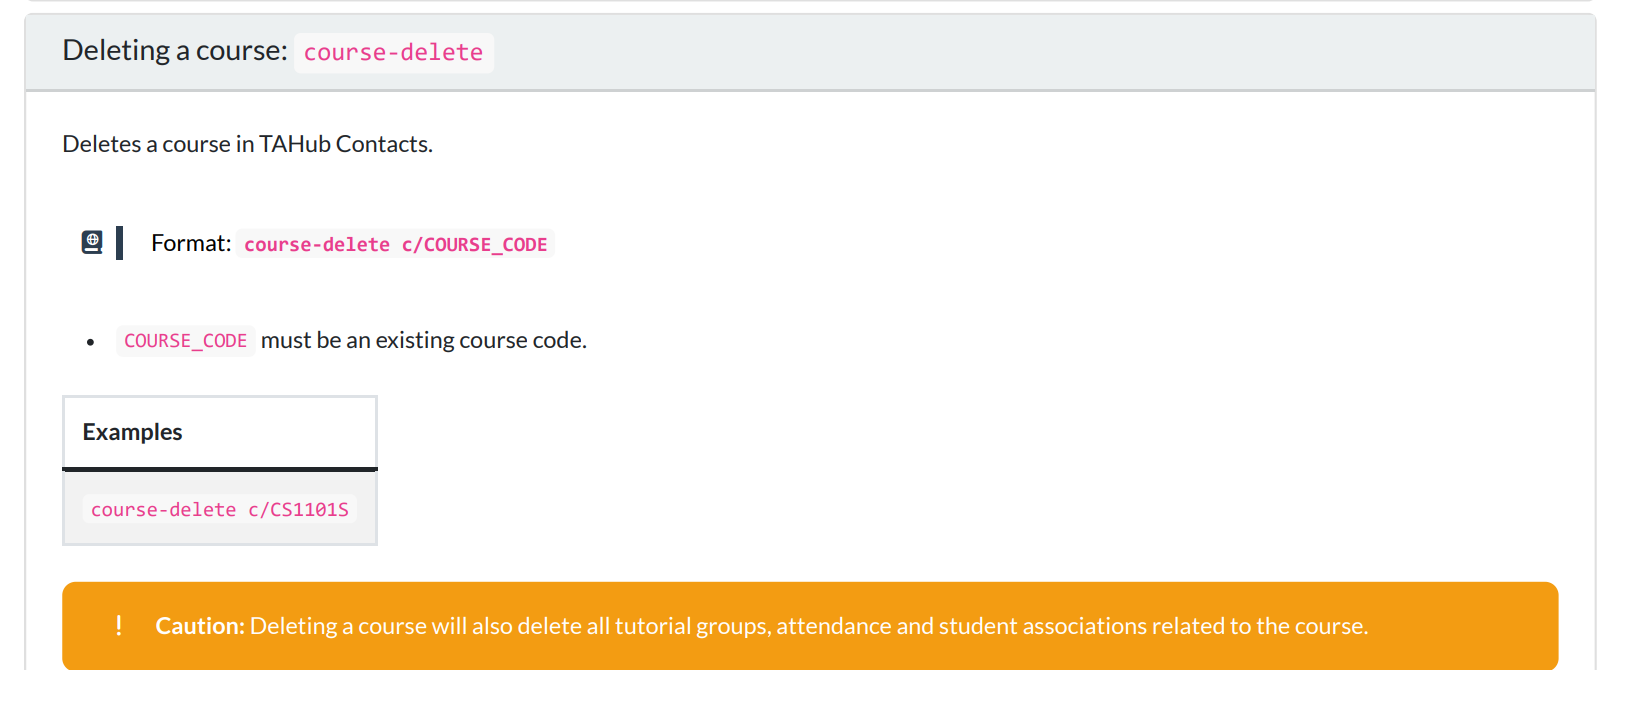 Deleting a course: course-delete
Deletes a course in TAHub Contacts.
Format: course-delete c/COURSE_CODE
• COURSE_CODE must be an existing course code.
Examples
course-delete c/CS1101S
! Caution: Deleting a course will also delete all tutorial groups, attendance and student associations related to the course.